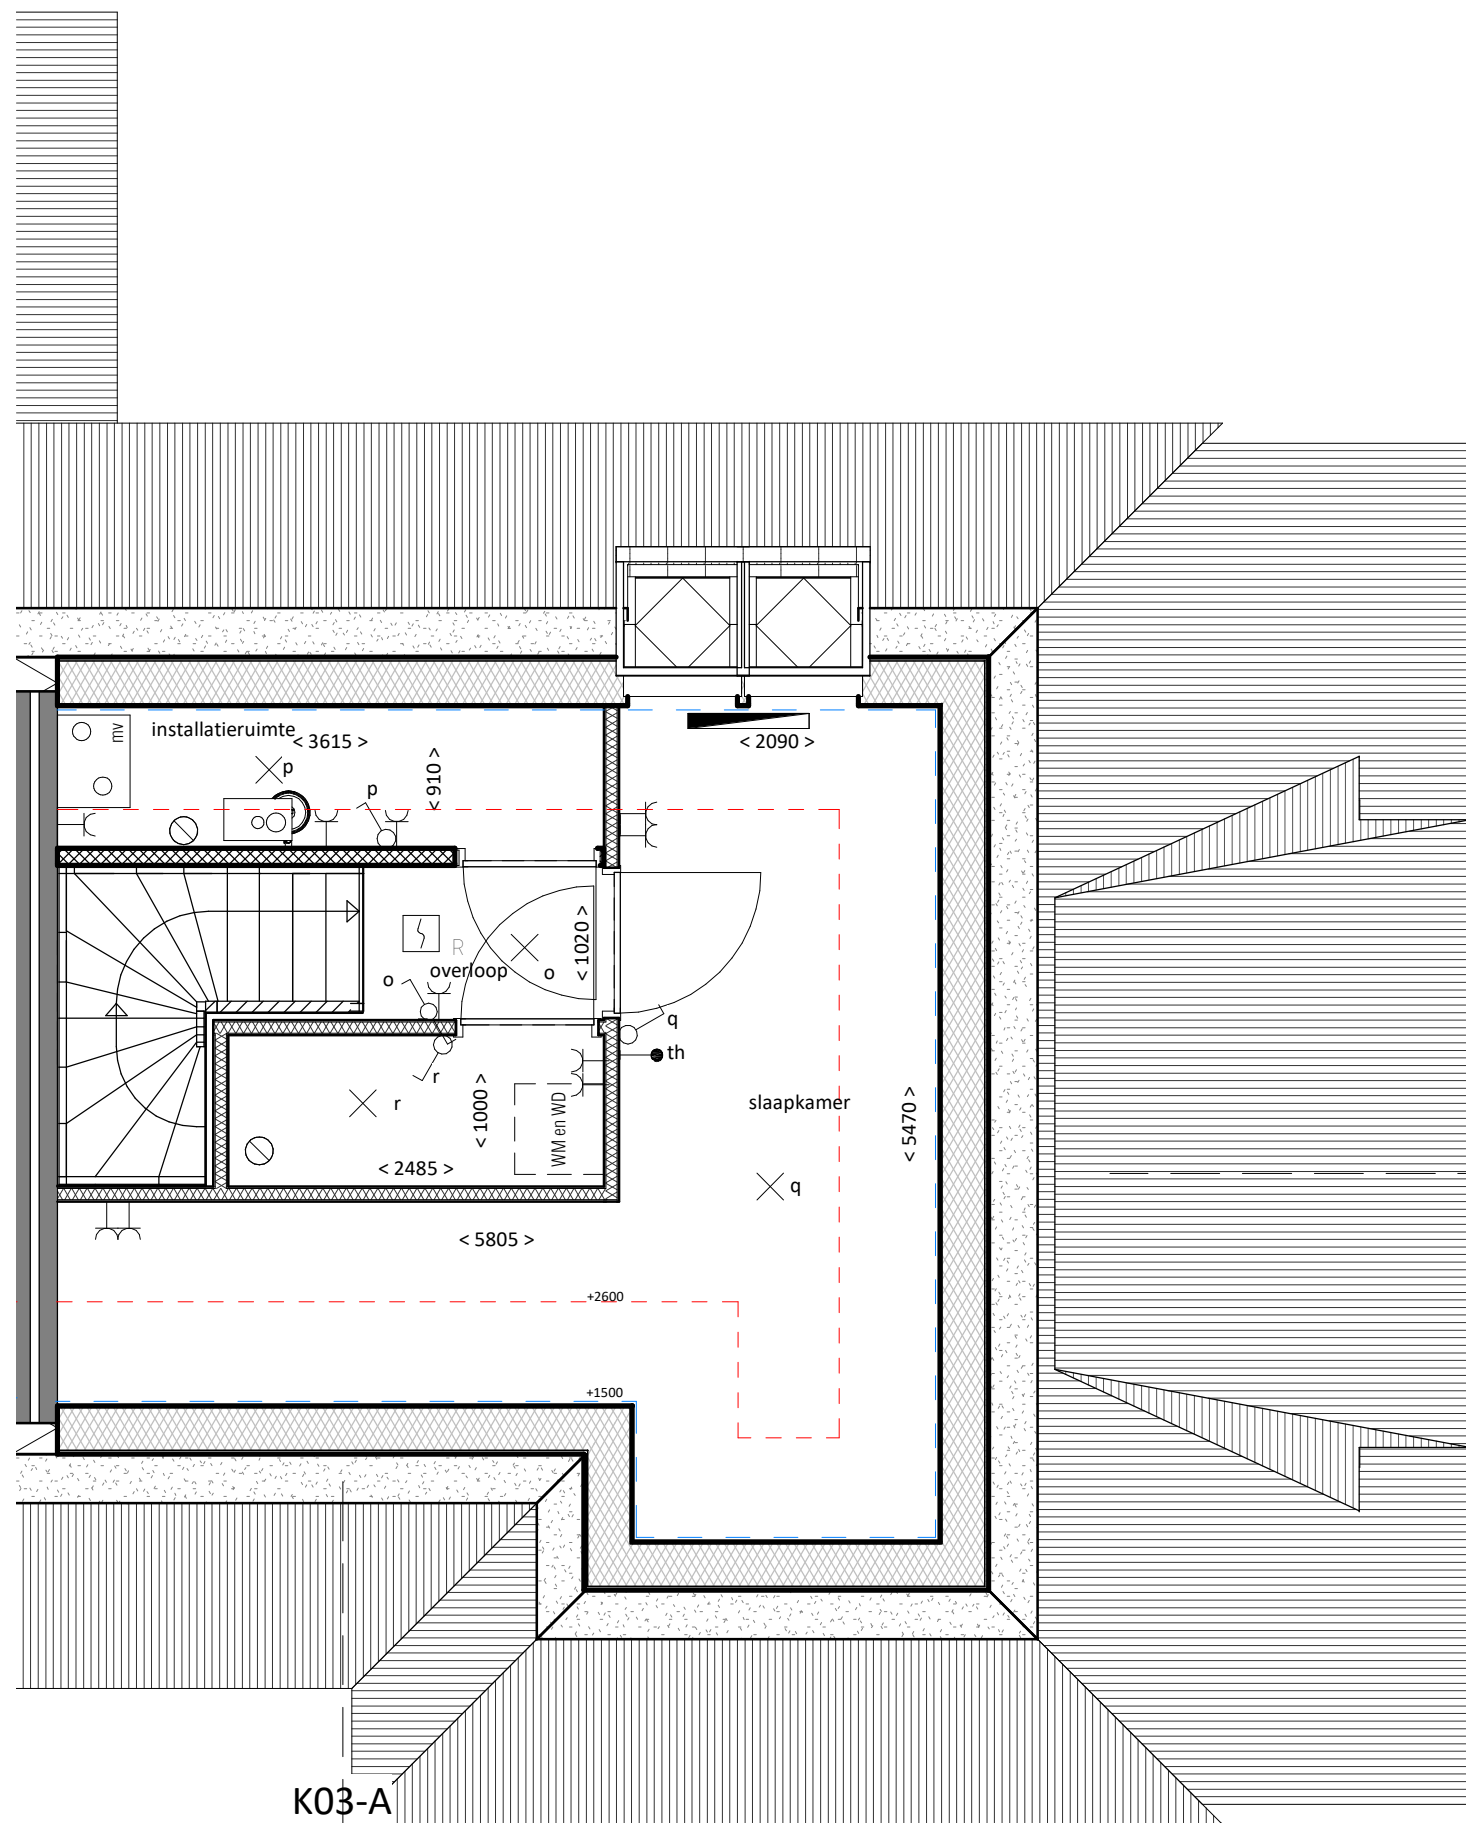 mv
installatieruimte
< 3615 >
< 2090 >
p
p
< 910 >
R
overloop
o
o
< 1020 >
q
th
r
r
< 1000 >
WM en WD
slaapkamer
< 5470 >
< 2485 >
q
< 5805 >
+2600
+1500
K03-A